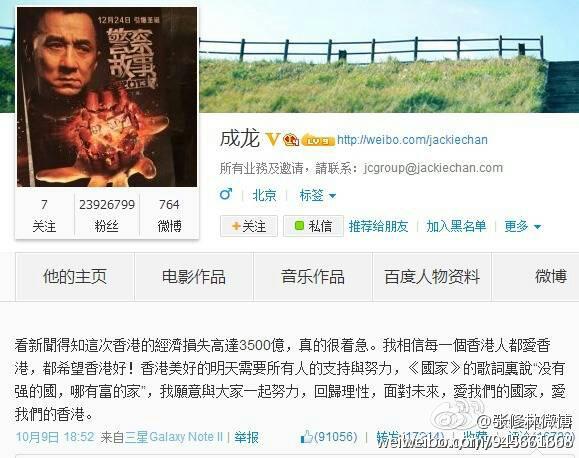 12月24日 引爆圣诞
警察
故事
2013
成龙 V LV 9 http://weibo.com/jackiechan
所有业務及邀请，請联系：jcgroup@jackiechan.com
♂ 北京 标签
7 23926799 764
关注 粉丝 微博
+关注 私信 推荐给朋友 加入黑名单 更多
他的主页 电影作品 音乐作品 百度人物资料 微博
看新聞得知這次香港的經濟損失高達3500億，真的很着急。我相信每一個香港人都愛香
港，都希望香港好！香港美好的明天需要所有人的支持與努力，《國家》的歌詞裏說“没有
强的國，哪有富的家”，我願意與大家一起努力，回歸理性，面對未來，愛我們的國家，愛
我們的香港。
10月9日 18:52 来自三星Galaxy Note II 举报 (91056) 转发 收藏
@张修林微博